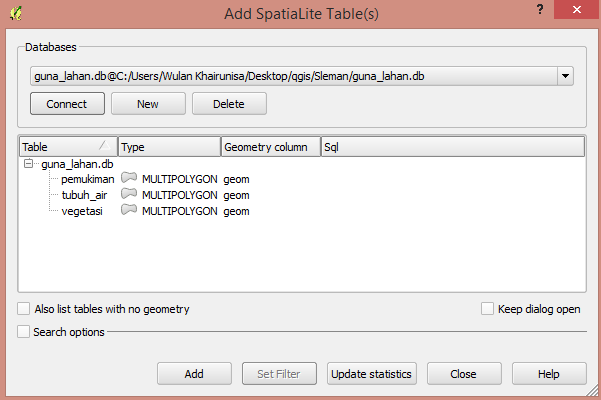 Add SpatiaLite Table(s)
Databases
guna_lahan.db@C:/Users/Wulan Khairunisa/Desktop/qgis/Sleman/guna_lahan.db
Connect New Delete
Table Type Geometry column Sql
guna_lahan.db
pemukiman MULTIPOLYGON geom
tubuh_air MULTIPOLYGON geom
vegetasi MULTIPOLYGON geom
Also list tables with no geometry Keep dialog open
Search options
Add Set Filter Update statistics Close Help